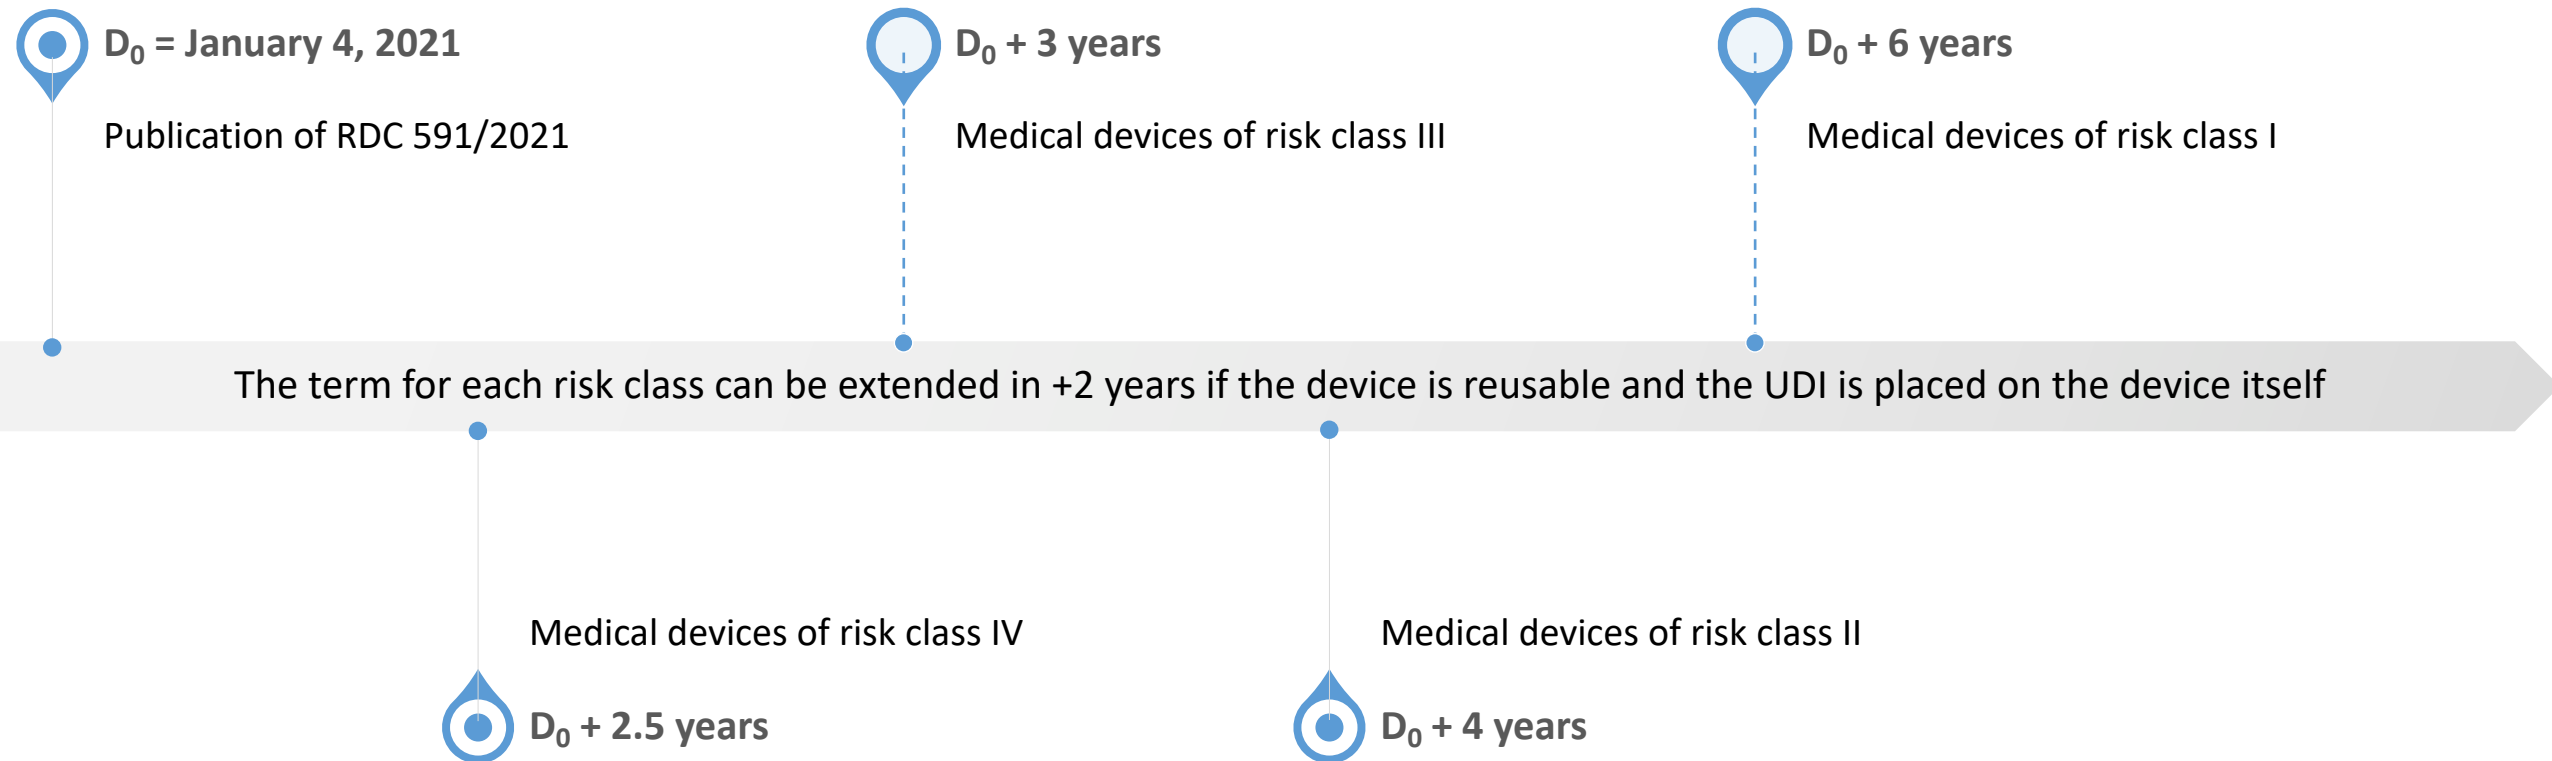 D₀ = January 4, 2021
Publication of RDC 591/2021
D₀ + 3 years
Medical devices of risk class III
D₀ + 6 years
Medical devices of risk class I
The term for each risk class can be extended in +2 years if the device is reusable and the UDI is placed on the device itself
Medical devices of risk class IV
D₀ + 2.5 years
Medical devices of risk class II
D₀ + 4 years